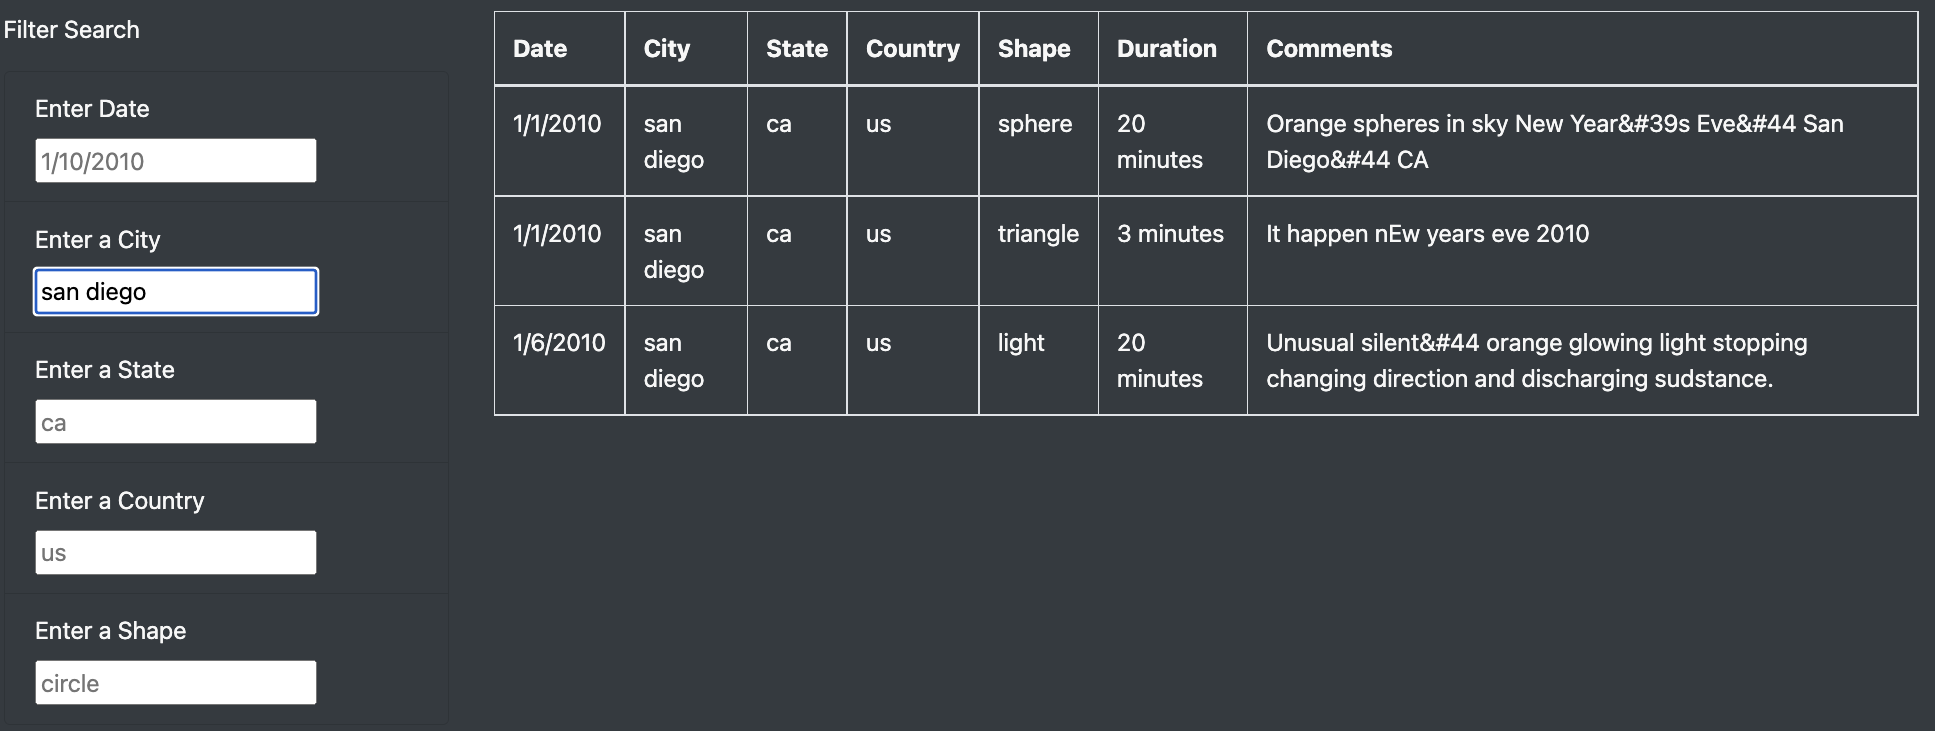 Filter Search
Enter Date
1/10/2010
Enter a City
san diego
Enter a State
ca
Enter a Country
us
Enter a Shape
circle
Date City State Country Shape Duration Comments
1/1/2010 san ca us sphere 20 Orange spheres in sky New Year&#39s Eve&#44 San
diego minutes Diego&#44 CA
1/1/2010 san ca us triangle 3 minutes It happen nEw years eve 2010
diego
1/6/2010 san ca us light 20 Unusual silent&#44 orange glowing light stopping
diego minutes changing direction and discharging sudstance.